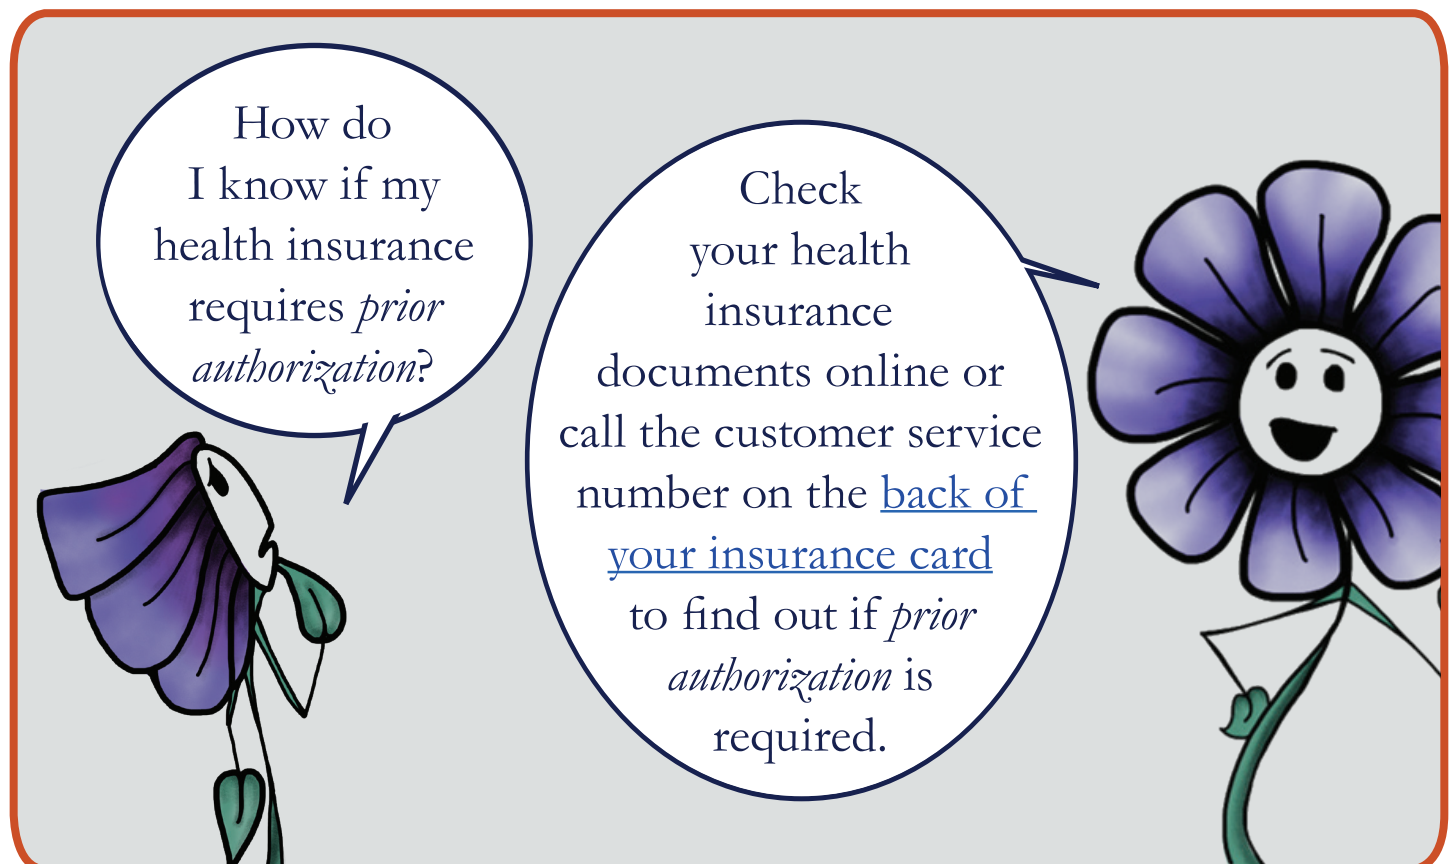 How do
I know if my
health insurance
requires prior
authorization?
Check
your health
insurance
documents online or
call the customer service
number on the back of
your insurance card
to find out if prior
authorization is
required.